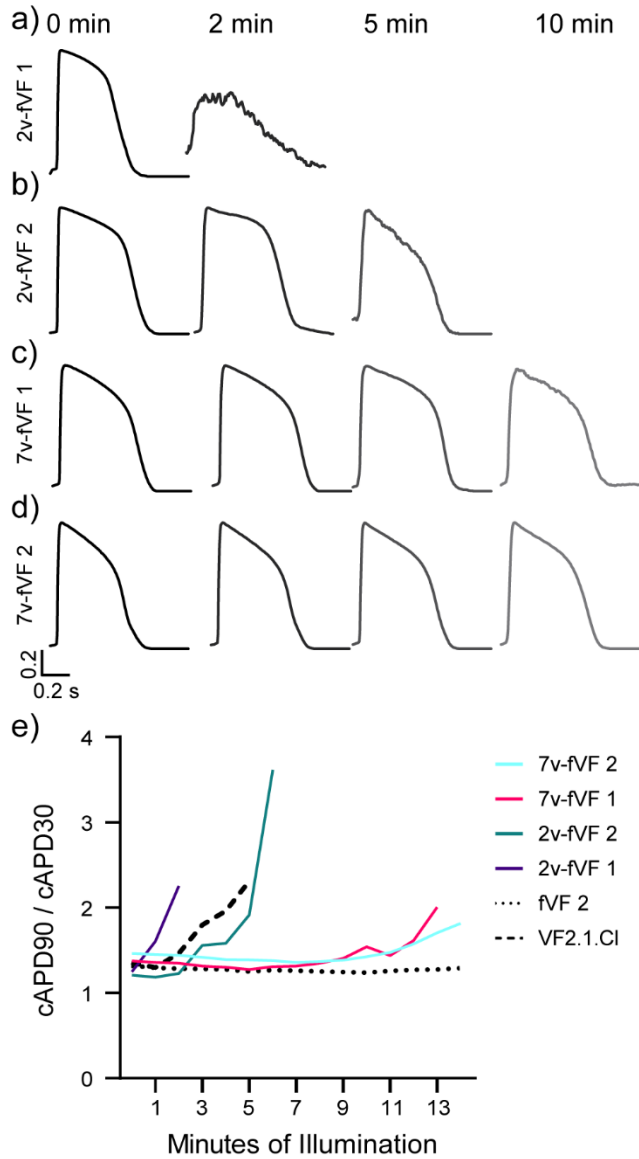 a) 0 min 2 min 5 min 10 min
2v-fVF 1
b)
2v-fVF 2
c)
7v-fVF 1
d)
7v-fVF 2
0.2
0.2 s
e)
4
3
2
1
0
cAPD90 / cAPD30
1 3 5 7 9 11 13
Minutes of Illumination
7v-fVF 2
7v-fVF 1
2v-fVF 2
2v-fVF 1
fVF 2
VF2.1.Cl